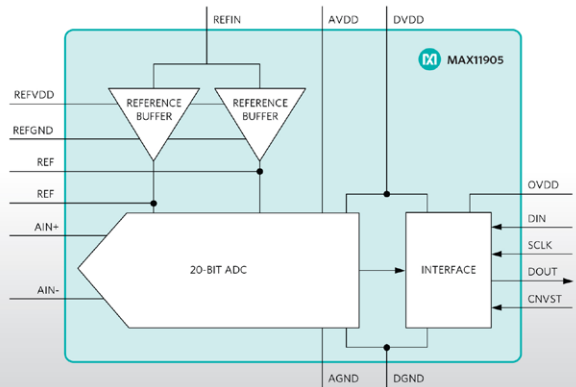 REFIN
AVDD
DVDD
MAX11905
REFVDD
REFERENCE
BUFFER
REFERENCE
BUFFER
REFGND
REF
REF
OVDD
AIN+
DIN
SCLK
20-BIT ADC
INTERFACE
DOUT
AIN-
CNVST
AGND
DGND